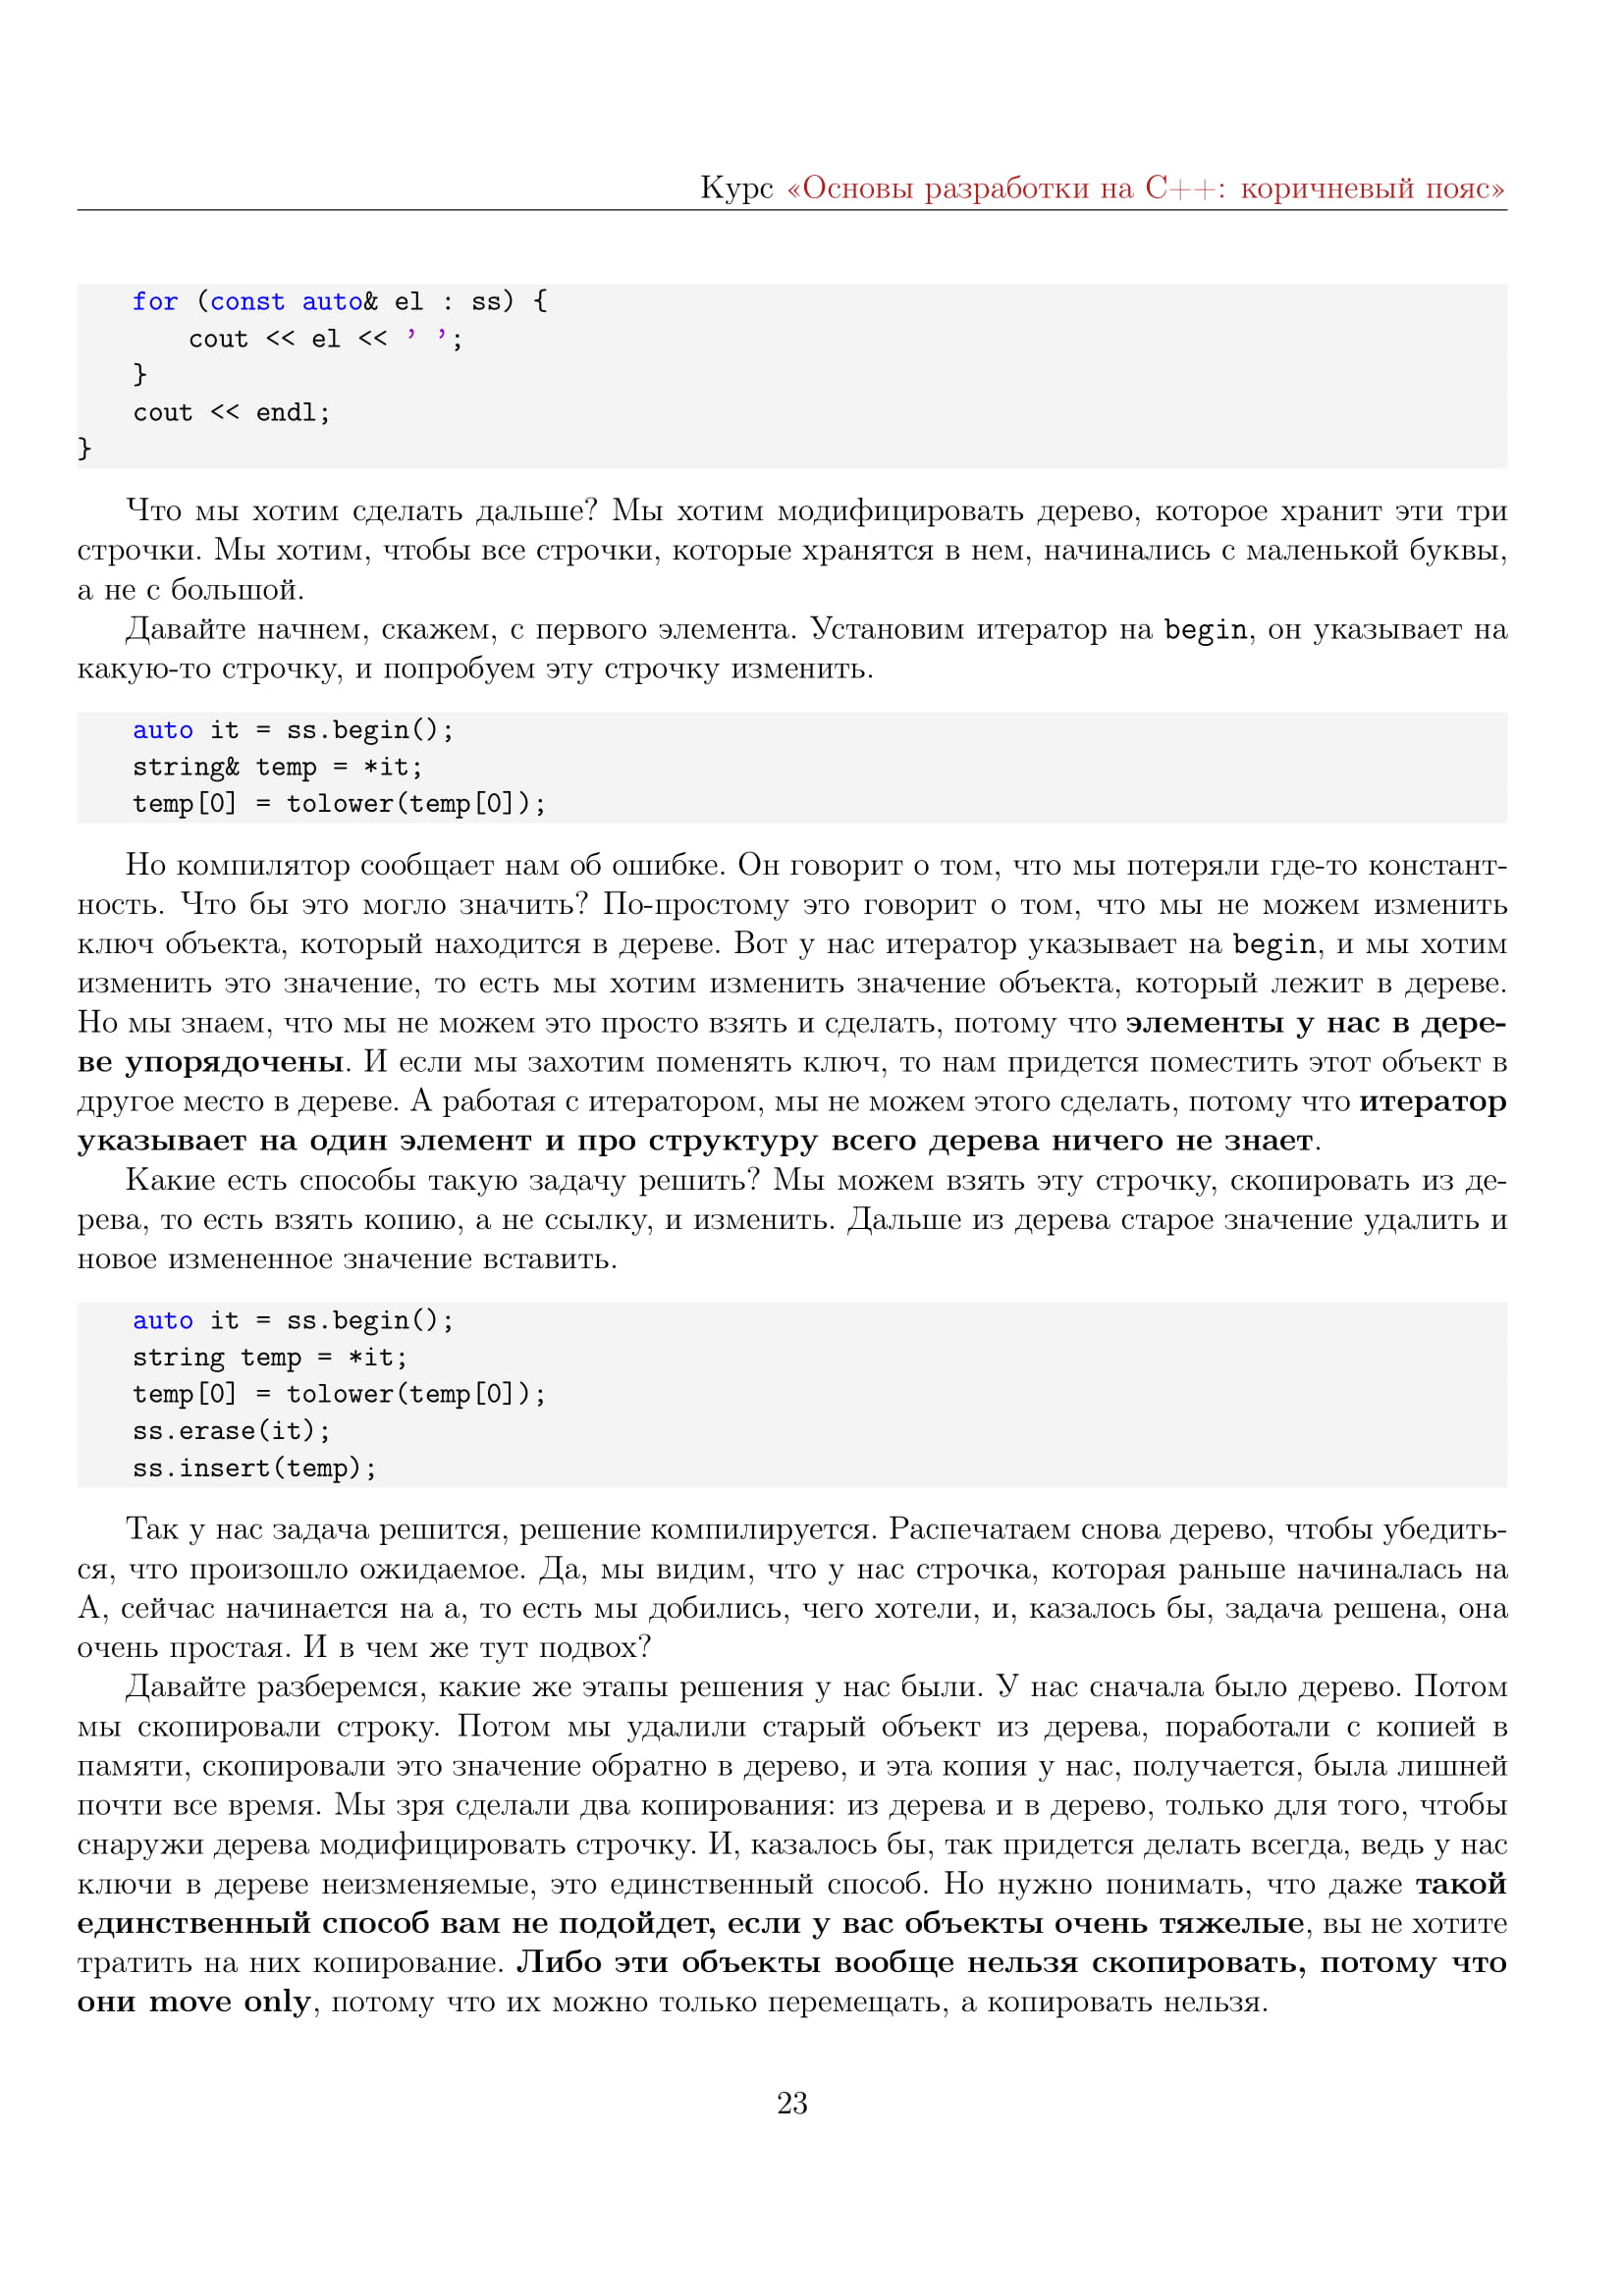 Курс «Основы разработки на C++: коричневый пояс»
for (const auto& el : ss) {
cout << el << ' ';
}
cout << endl;
}
Что мы хотим сделать дальше? Мы хотим модифицировать дерево, которое хранит эти три
строчки. Мы хотим, чтобы все строчки, которые хранятся в нем, начинались с маленькой буквы,
а не с большой.
Давайте начнем, скажем, с первого элемента. Установим итератор на begin, он указывает на
какую-то строчку, и попробуем эту строчку изменить.
auto it = ss.begin();
string& temp = *it;
temp[0] = tolower(temp[0]);
Но компилятор сообщает нам об ошибке. Он говорит о том, что мы потеряли где-то констант-
ность. Что бы это могло значить? По-простому это говорит о том, что мы не можем изменить
ключ объекта, который находится в дереве. Вот у нас итератор указывает на begin, и мы хотим
изменить это значение, то есть мы хотим изменить значение объекта, который лежит в дереве.
Но мы знаем, что мы не можем это просто взять и сделать, потому что элементы у нас в дере-
ве упорядочены. И если мы захотим поменять ключ, то нам придется поместить этот объект в
другое место в дереве. А работая с итератором, мы не можем этого сделать, потому что итератор
указывает на один элемент и про структуру всего дерева ничего не знает.
Какие есть способы такую задачу решить? Мы можем взять эту строчку, скопировать из де-
рева, то есть взять копию, а не ссылку, и изменить. Дальше из дерева старое значение удалить и
новое измененное значение вставить.
auto it = ss.begin();
string temp = *it;
temp[0] = tolower(temp[0]);
ss.erase(it);
ss.insert(temp);
Так у нас задача решится, решение компилируется. Распечатаем снова дерево, чтобы убедить-
ся, что произошло ожидаемое. Да, мы видим, что у нас строчка, которая раньше начиналась на
А, сейчас начинается на а, то есть мы добились, чего хотели, и, казалось бы, задача решена, она
очень простая. И в чем же тут подвох?
Давайте разберемся, какие же этапы решения у нас были. У нас сначала было дерево. Потом
мы скопировали строку. Потом мы удалили старый объект из дерева, поработали с копией в
памяти, скопировали это значение обратно в дерево, и эта копия у нас, получается, была лишней
почти все время. Мы зря сделали два копирования: из дерева и в дерево, только для того, чтобы
снаружи дерева модифицировать строчку. И, казалось бы, так придется делать всегда, ведь у нас
ключи в дереве неизменяемые, это единственный способ. Но нужно понимать, что даже такой
единственный способ вам не подойдет, если у вас объекты очень тяжелые, вы не хотите
тратить на них копирование. Либо эти объекты вообще нельзя скопировать, потому что
они move only, потому что их можно только перемещать, а копировать нельзя.
23